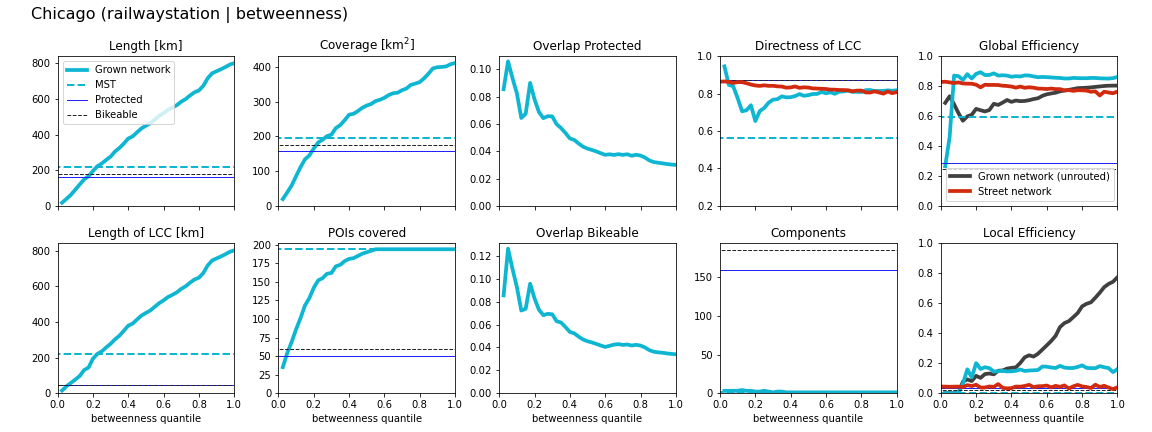 Chicago (railwaystation | betweenness)
Length [km]
800
600
400
200
0
Grown network
MST
Protected
Bikeable
Coverage [km²]
400
300
200
100
0
Overlap Protected
0.10
0.08
0.06
0.04
0.02
0.00
Directness of LCC
1.0
0.8
0.6
0.4
0.2
Global Efficiency
1.0
0.8
0.6
0.4
0.2
0.0
Grown network (unrouted)
Street network
Length of LCC [km]
800
600
400
200
0
0.0 0.2 0.4 0.6 0.8 1.0
betweenness quantile
POIs covered
200
175
150
125
100
75
50
25
0
0.0 0.2 0.4 0.6 0.8 1.0
betweenness quantile
Overlap Bikeable
0.12
0.10
0.08
0.06
0.04
0.02
0.00
0.0 0.2 0.4 0.6 0.8 1.0
betweenness quantile
Components
150
100
50
0
0.0 0.2 0.4 0.6 0.8 1.0
betweenness quantile
Local Efficiency
1.0
0.8
0.6
0.4
0.2
0.0
0.0 0.2 0.4 0.6 0.8 1.0
betweenness quantile